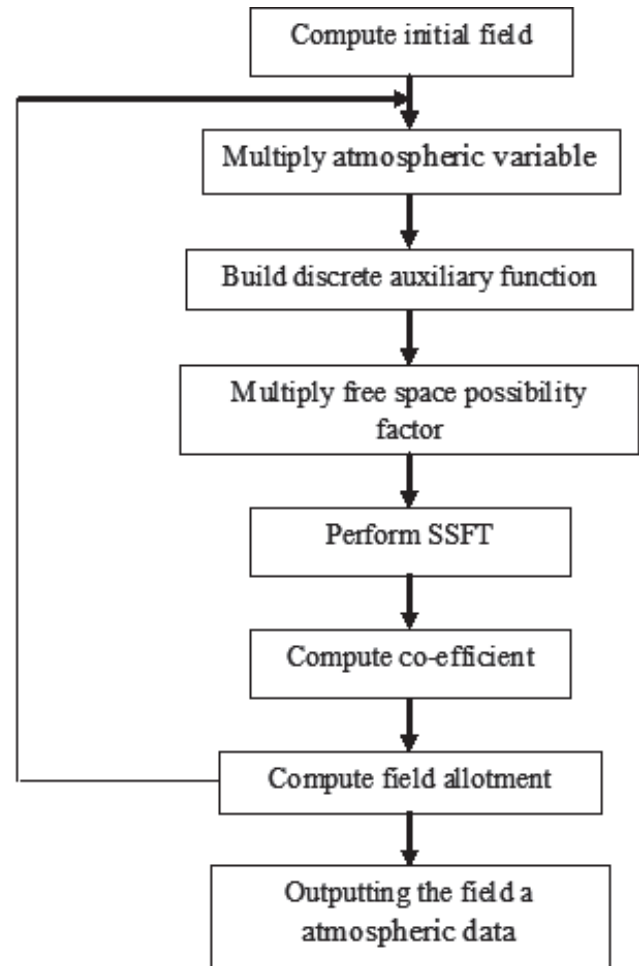 Compute initial field
Multiply atmospheric variable
Build discrete auxiliary function
Multiply free space possibility
factor
Perform SSFT
Compute co-efficient
Compute field allotment
Outputting the field a
atmospheric data